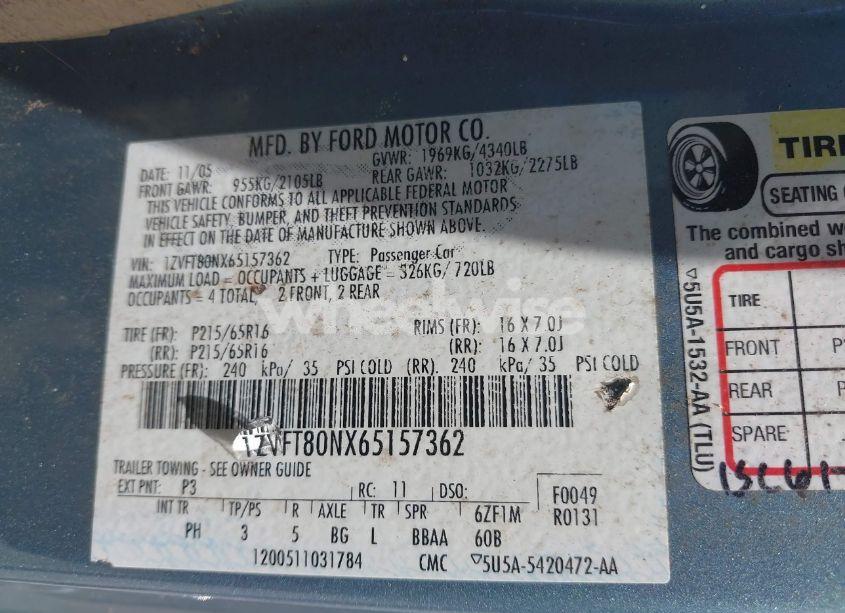 MFD. BY FORD MOTOR CO.
DATE: 11/05
GVWR: 1969KG/4340LB
FRONT GAWR: 955KG/2105LB
REAR GAWR: 1032KG/2275LB
THIS VEHICLE CONFORMS TO ALL APPLICABLE FEDERAL MOTOR
VEHICLE SAFETY, BUMPER, AND THEFT PREVENTION STANDARDS
IN EFFECT ON THE DATE OF MANUFACTURE SHOWN ABOVE.
VIN: 1ZVFT80NX65157362 TYPE: Passenger Car
MAXIMUM LOAD = OCCUPANTS + LUGGAGE = 326KG/ 720LB
OCCUPANTS = 4 TOTAL, 2 FRONT, 2 REAR
wheelwise
TIRE (FR): P215/65R16 RIMS (FR): 16 X 7.0J
(RR): P215/65R16 (RR): 16 X 7.0J
PRESSURE (FR): 240 kPa/ 35 PSI COLD (RR): 240 kPa/ 35 PSI COLD
1ZVFT80NX65157362
TRAILER TOWING - SEE OWNER GUIDE
EXT PNT: P3 RC: 11 DSO: F0049
R0131
INT TR TP/PS R AXLE TR SPR 6ZF1M
PH 3 5 BG L BBAA 60B
1200511031784 CMC ▽5U5A-5420472-AA
TIRE
SEATING
The combined
and cargo
TIRE
FRONT P
REAR P
SPARE
▽5U5A-1532-AA (TLU)